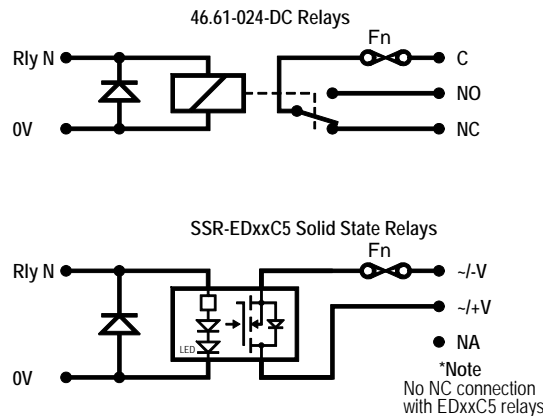 46.61-024-DC Relays
Fn
Rly N
C
NO
0V
NC
SSR-EDxxC5 Solid State Relays
Fn
Rly N
~/-V
~/+V
LED
NA
0V
*Note
No NC connection
with EDxxC5 relays